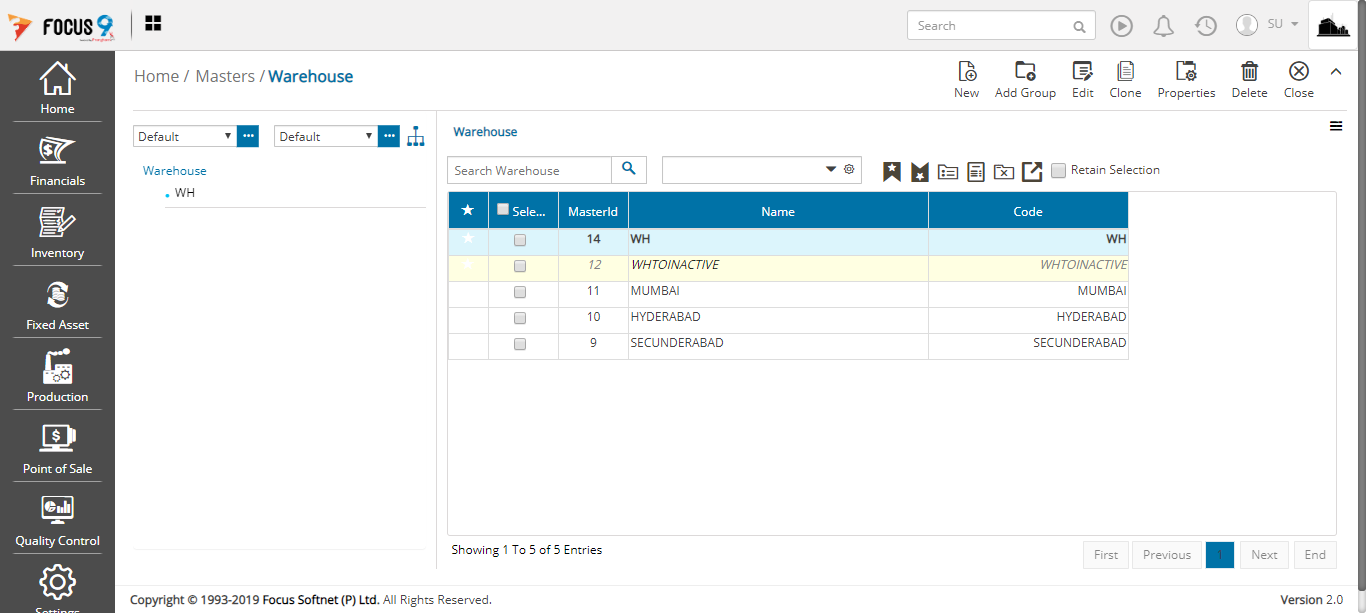 FOCUS 9
Search
SU
Home
Financials
Inventory
Fixed Asset
Production
Point of Sale
Quality Control
Settings
Home / Masters / Warehouse
New Add Group Edit Clone Properties Delete Close
Default ... Default ...
Warehouse
WH
Warehouse
Search Warehouse
Retain Selection
Sele... MasterId Name Code
14 WH WH
12 WHTOINACTIVE WHTOINACTIVE
11 MUMBAI MUMBAI
10 HYDERABAD HYDERABAD
9 SECUNDERABAD SECUNDERABAD
Showing 1 To 5 of 5 Entries
First Previous 1 Next End
Copyright © 1993-2019 Focus Softnet (P) Ltd. All Rights Reserved.
Version 2.0